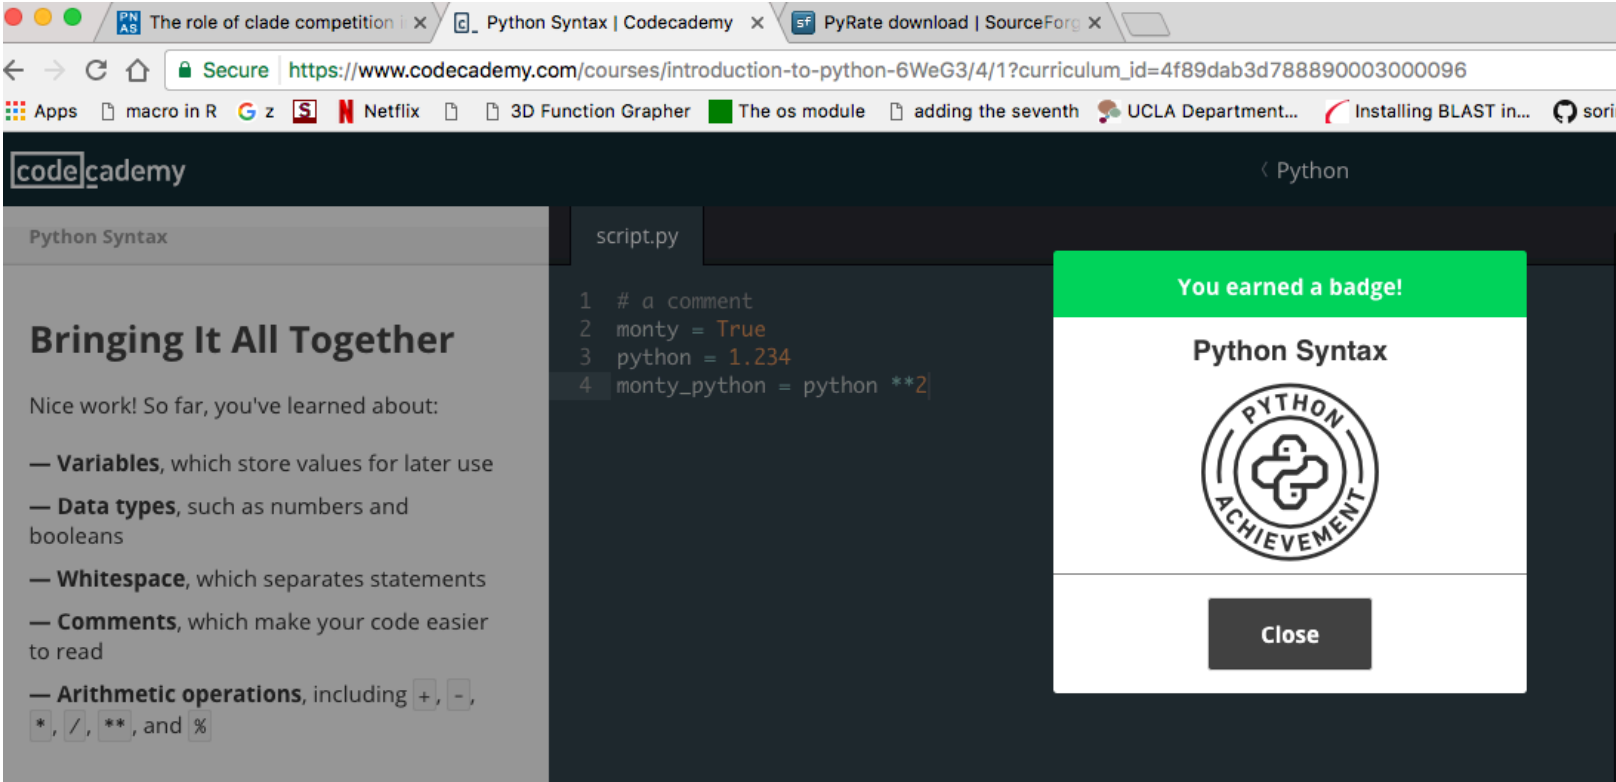 PN
AS
The role of clade competition i
c_
Python Syntax | Codecademy
sf
PyRate download | SourceForg
Secure
https://www.codecademy.com/courses/introduction-to-python-6WeG3/4/1?curriculum_id=4f89dab3d788890003000096
Apps
macro in R
G
z
S
N
Netflix
3D Function Grapher
The os module
adding the seventh
UCLA Department...
Installing BLAST in...
sori
codecademy
Python
Python Syntax
script.py
Bringing It All Together
Nice work! So far, you've learned about:
— Variables, which store values for later use
— Data types, such as numbers and
booleans
— Whitespace, which separates statements
— Comments, which make your code easier
to read
— Arithmetic operations, including +, -,
*, /, **, and %
1 # a comment
2 monty = True
3 python = 1.234
4 monty_python = python **2
You earned a badge!
Python Syntax
PYTHON
ACHIEVEMENT
Close